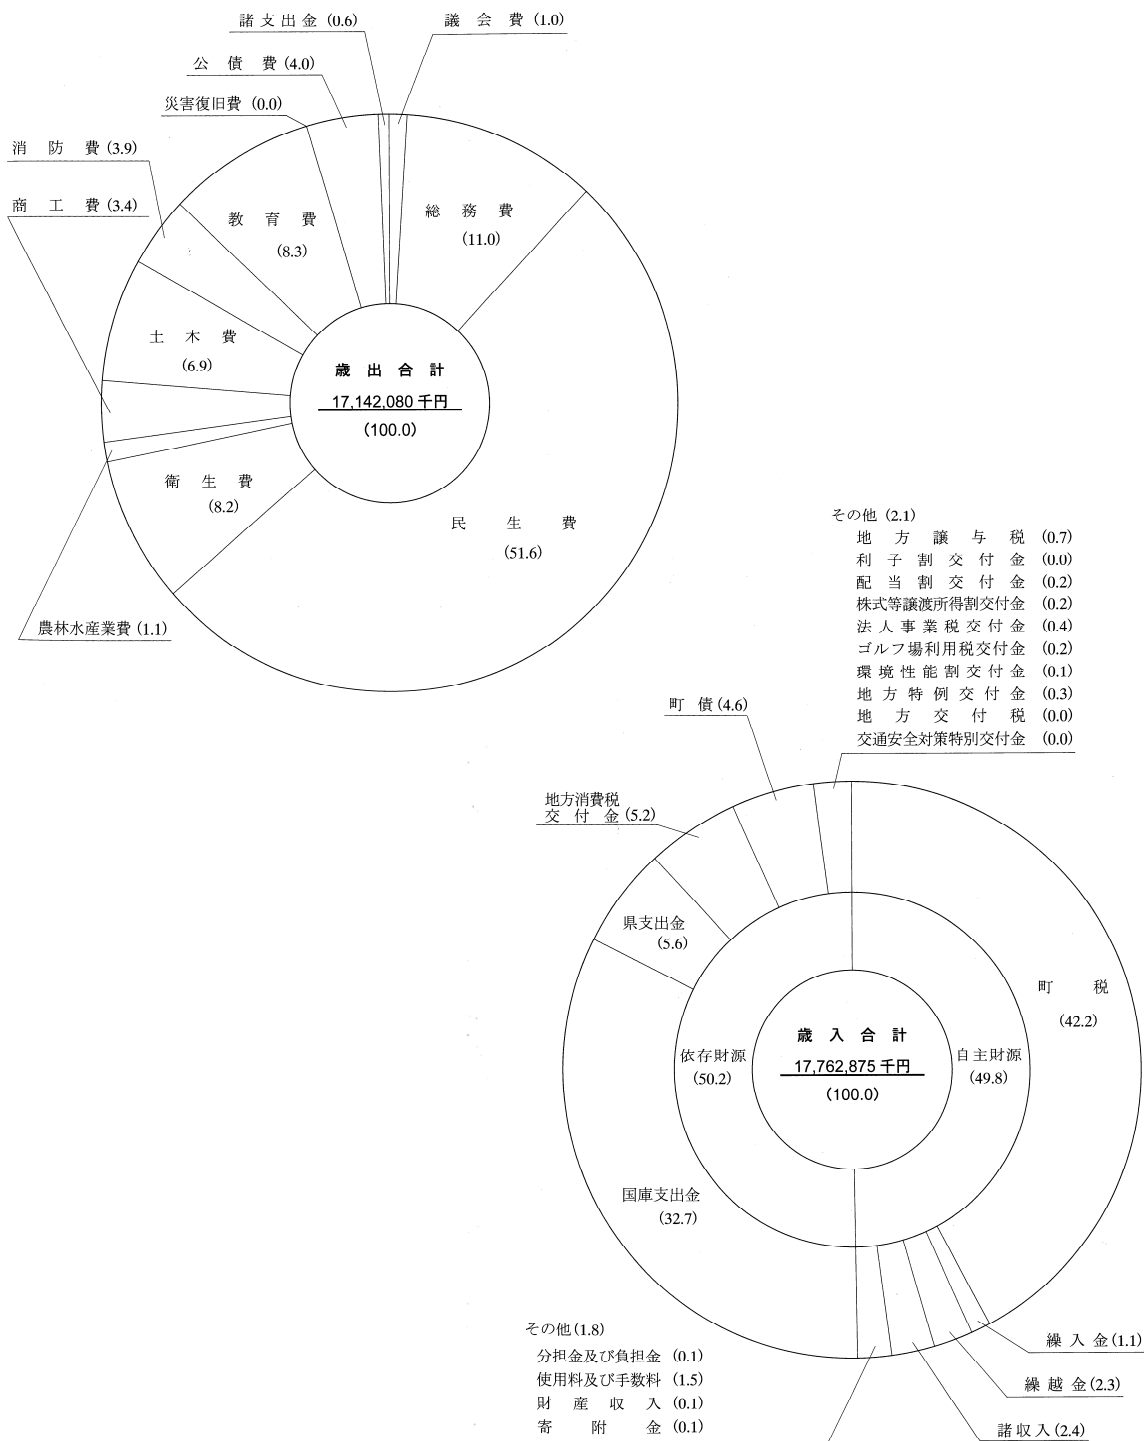 諸支出金 (0.6)
議会費 (1.0)
公債費 (4.0)
災害復旧費 (0.0)
消防費 (3.9)
商工費 (3.4)
教育費
(8.3)
総務費
(11.0)
土木費
(6.9)
歳出合計
17,142,080 千円
(100.0)
衛生費
(8.2)
民生費
(51.6)
農林水産業費 (1.1)
その他 (2.1)
地方譲与税 (0.7)
利子割交付金 (0.0)
配当割交付金 (0.2)
株式等譲渡所得割交付金 (0.2)
法人事業税交付金 (0.4)
ゴルフ場利用税交付金 (0.2)
環境性能割交付金 (0.1)
地方特例交付金 (0.3)
地方交付税 (0.0)
交通安全対策特別交付金 (0.0)
町債 (4.6)
地方消費税
交付金 (5.2)
県支出金
(5.6)
町税
(42.2)
歳入合計
17,762,875 千円
(100.0)
依存財源
(50.2)
自主財源
(49.8)
国庫支出金
(32.7)
その他 (1.8)
分担金及び負担金 (0.1)
使用料及び手数料 (1.5)
財産収入 (0.1)
寄附金 (0.1)
繰入金 (1.1)
繰越金 (2.3)
諸収入 (2.4)